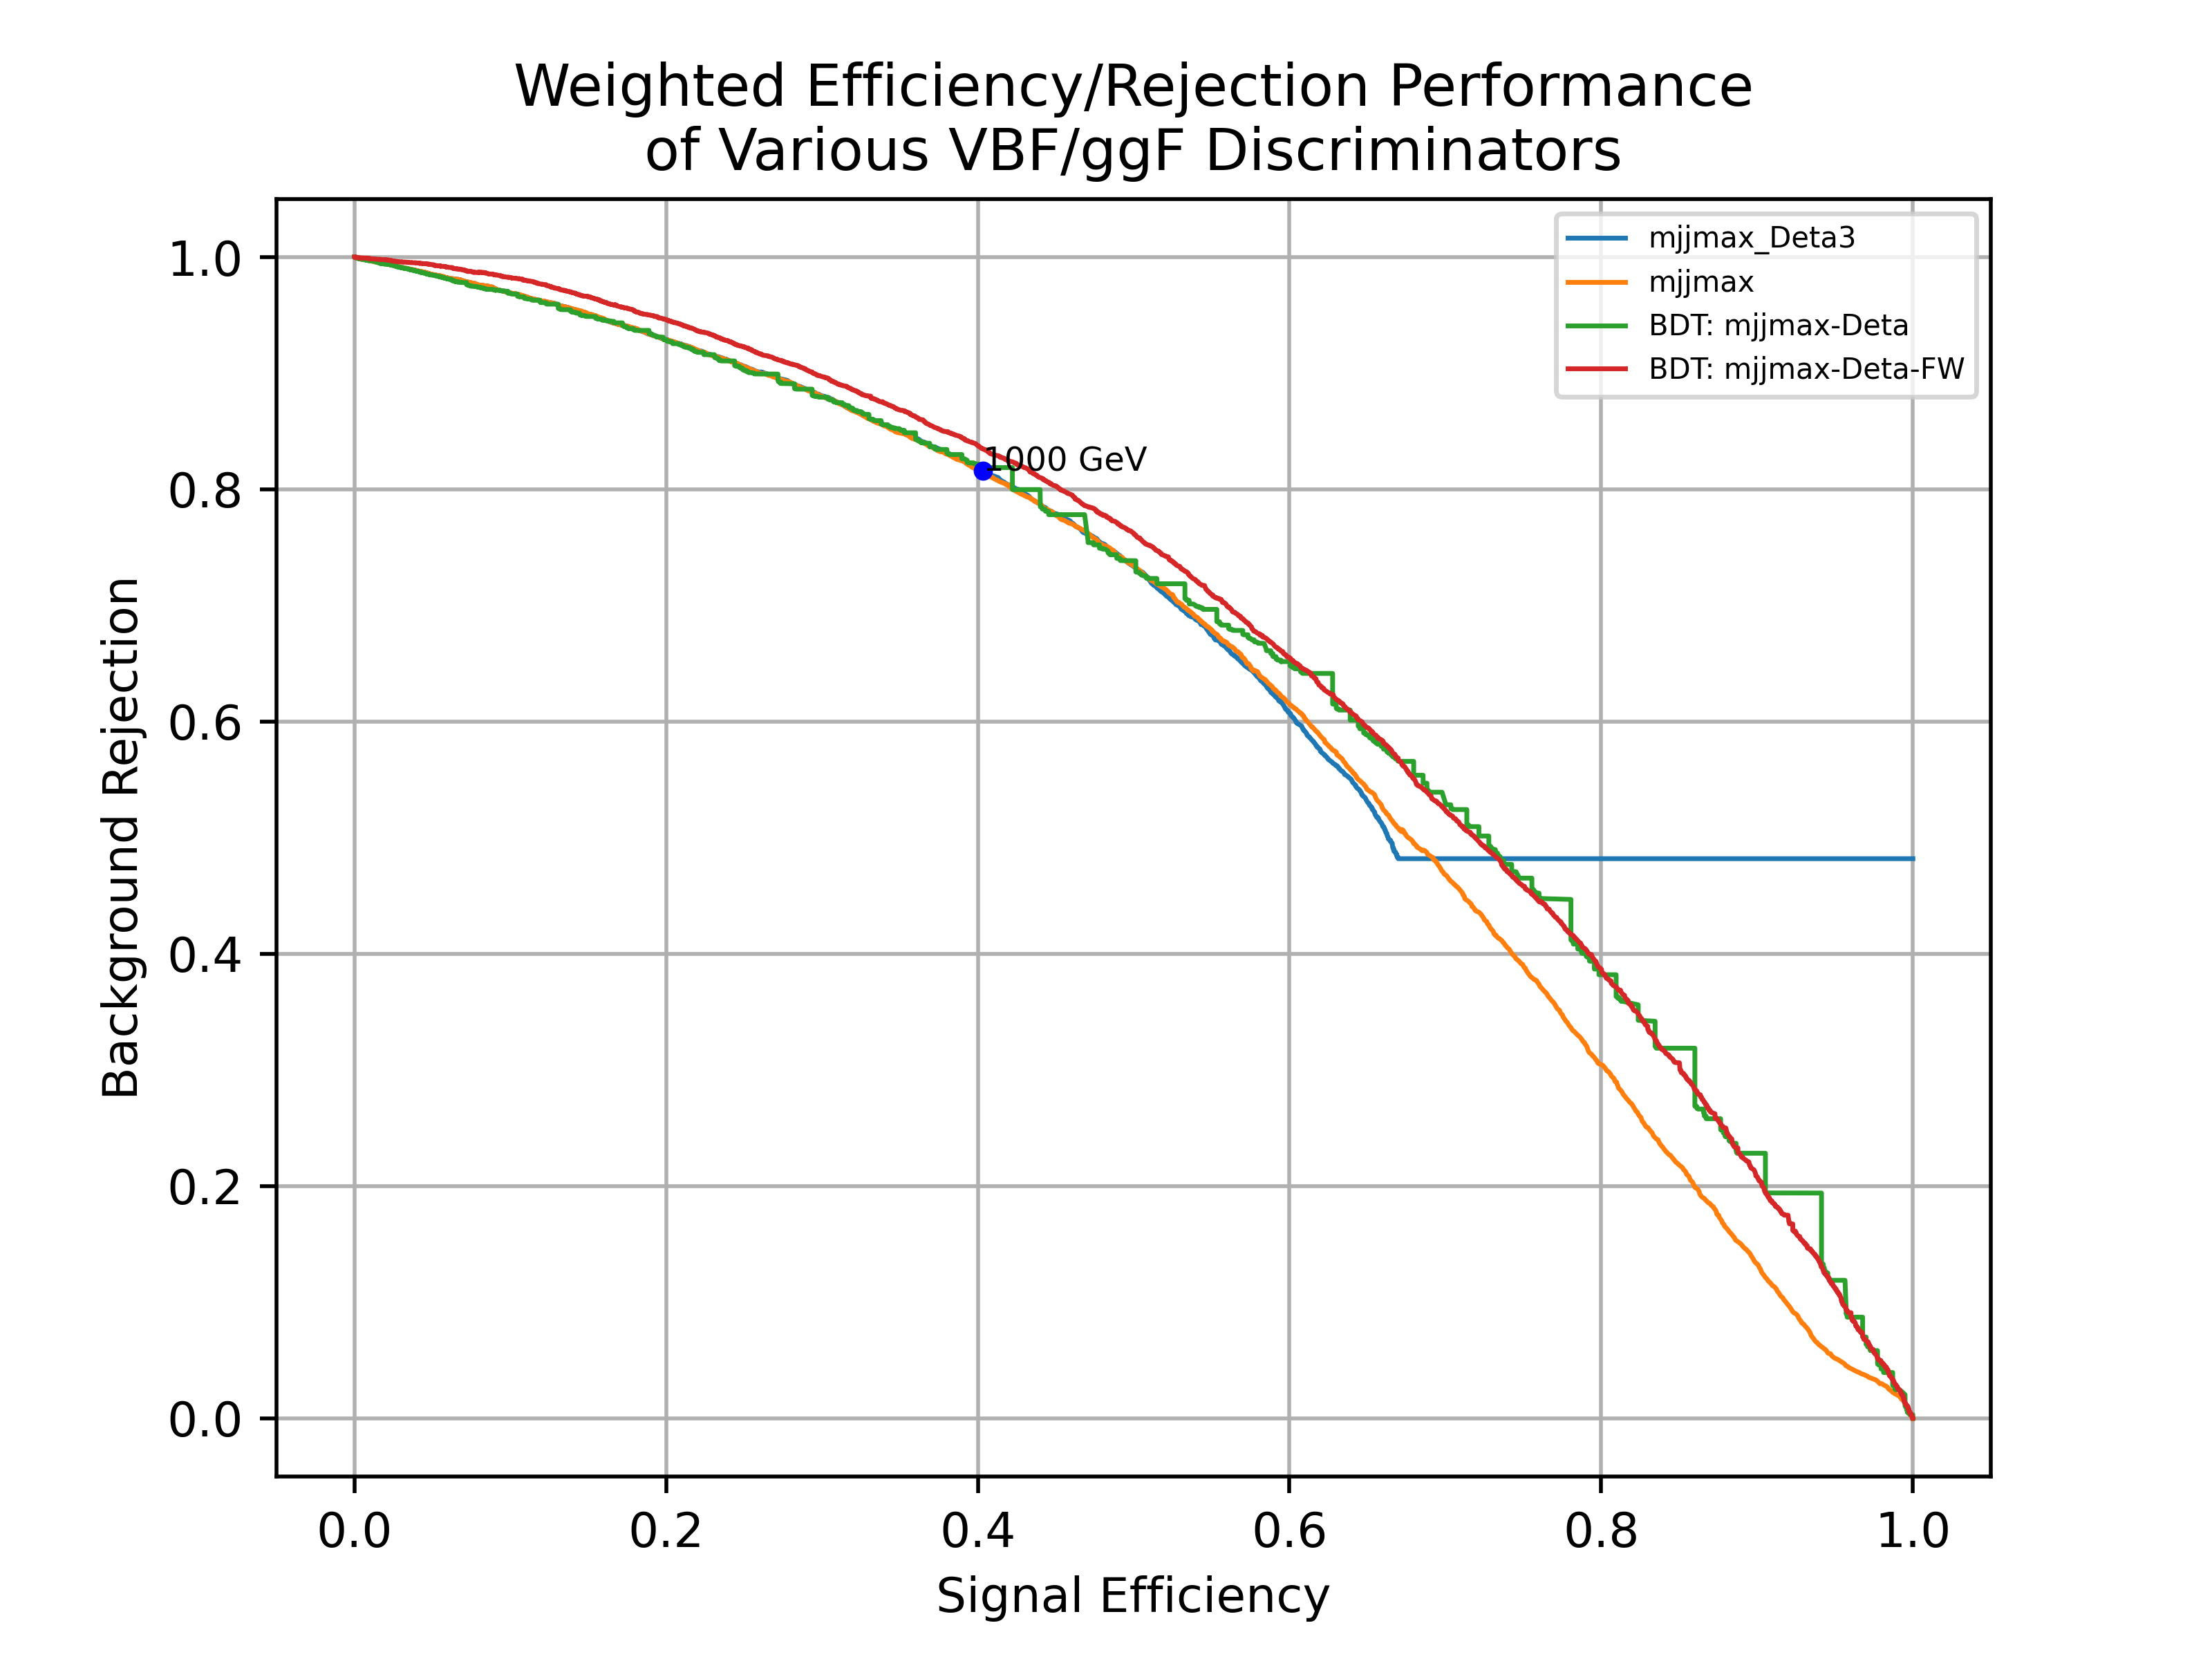 Weighted Efficiency/Rejection Performance
of Various VBF/ggF Discriminators
mjjmax_Deta3
mjjmax
BDT: mjjmax-Deta
BDT: mjjmax-Deta-FW
1000 GeV
Background Rejection
1.0
0.8
0.6
0.4
0.2
0.0
0.0 0.2 0.4 0.6 0.8 1.0
Signal Efficiency